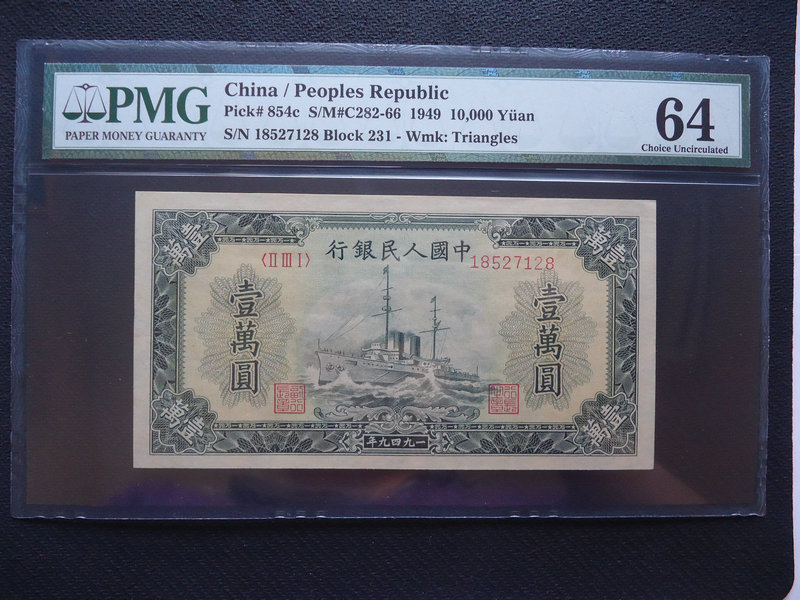 PMG
PAPER MONEY GUARANTY
China / Peoples Republic
Pick# 854c S/M#C282-66 1949 10,000 Yüan
S/N 18527128 Block 231 - Wmk: Triangles
64
Choice Uncirculated
萬壹
行銀民人國中
壹萬
〈II III I〉
18527128
壹萬圓
壹萬圓
萬壹
年九四九一
壹萬